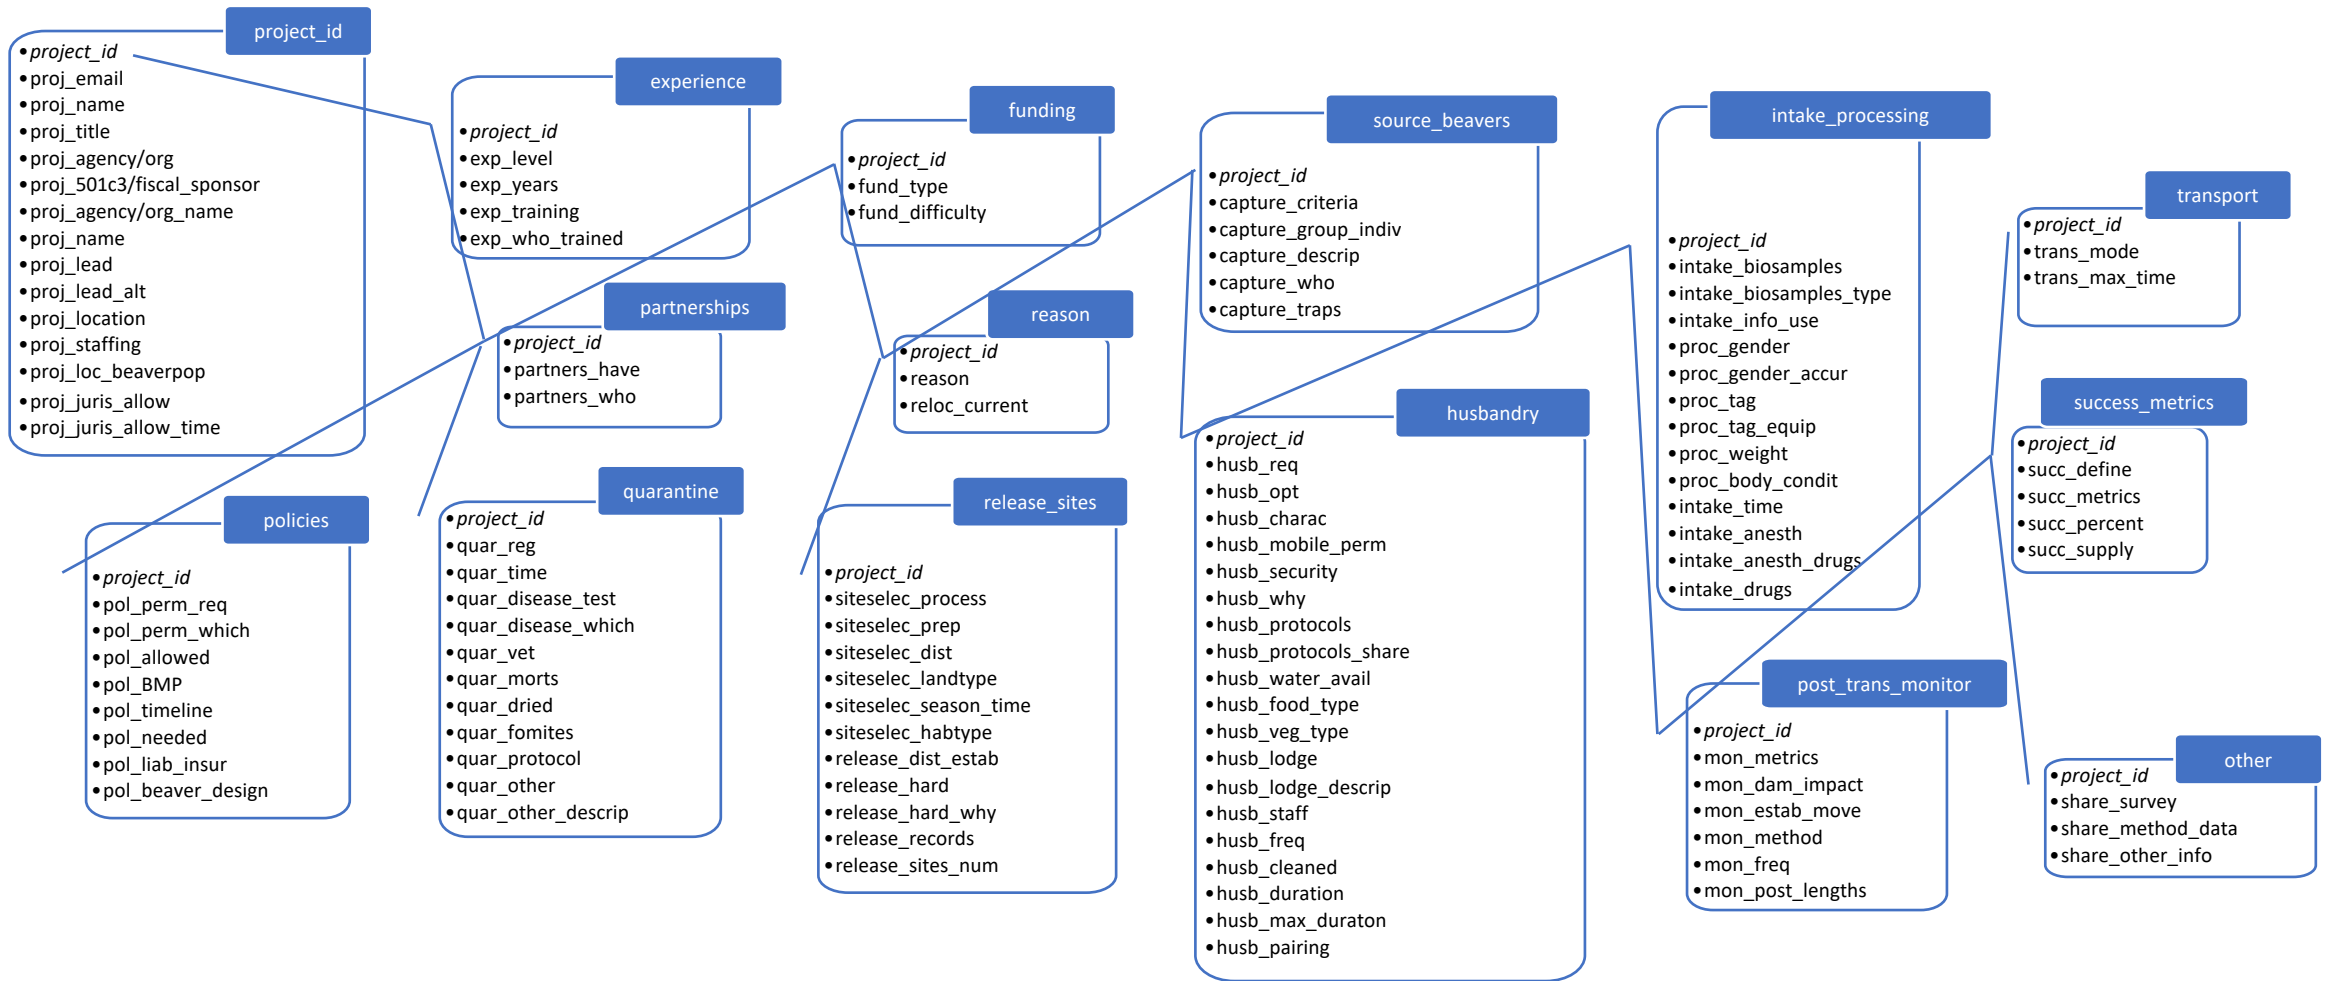 project_id
•project_id
•proj_email
•proj_name
•proj_title
•proj_agency/org
•proj_501c3/fiscal_sponsor
•proj_agency/org_name
•proj_name
•proj_lead
•proj_lead_alt
•proj_location
•proj_staffing
•proj_loc_beaverpop
•proj_juris_allow
•proj_juris_allow_time
policies
•project_id
•pol_perm_req
•pol_perm_which
•pol_allowed
•pol_BMP
•pol_timeline
•pol_needed
•pol_liab_insur
•pol_beaver_design
experience
•project_id
•exp_level
•exp_years
•exp_training
•exp_who_trained
partnerships
•project_id
•partners_have
•partners_who
quarantine
•project_id
•quar_reg
•quar_time
•quar_disease_test
•quar_disease_which
•quar_vet
•quar_morts
•quar_dried
•quar_fomites
•quar_protocol
•quar_other
•quar_other_descrip
funding
•project_id
•fund_type
•fund_difficulty
reason
•project_id
•reason
•reloc_current
release_sites
•project_id
•siteselec_process
•siteselec_prep
•siteselec_dist
•siteselec_landtype
•siteselec_season_time
•siteselec_habtype
•release_dist_estab
•release_hard
•release_hard_why
•release_records
•release_sites_num
source_beavers
•project_id
•capture_criteria
•capture_group_indiv
•capture_descrip
•capture_who
•capture_traps
husbandry
•project_id
•husb_req
•husb_opt
•husb_charac
•husb_mobile_perm
•husb_security
•husb_why
•husb_protocols
•husb_protocols_share
•husb_water_avail
•husb_food_type
•husb_veg_type
•husb_lodge
•husb_lodge_descrip
•husb_staff
•husb_freq
•husb_cleaned
•husb_duration
•husb_max_duraton
•husb_pairing
intake_processing
•project_id
•intake_biosamples
•intake_biosamples_type
•intake_info_use
•proc_gender
•proc_gender_accur
•proc_tag
•proc_tag_equip
•proc_weight
•proc_body_condit
•intake_time
•intake_anesth
•intake_anesth_drugs
•intake_drugs
post_trans_monitor
•project_id
•mon_metrics
•mon_dam_impact
•mon_estab_move
•mon_method
•mon_freq
•mon_post_lengths
transport
•project_id
•trans_mode
•trans_max_time
success_metrics
•project_id
•succ_define
•succ_metrics
•succ_percent
•succ_supply
other
•project_id
•share_survey
•share_method_data
•share_other_info